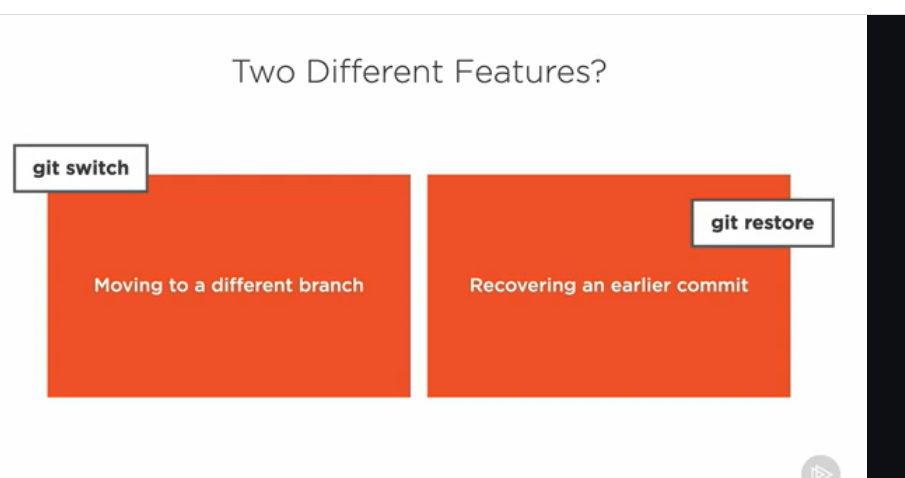 Two Different Features?
git switch
Moving to a different branch
git restore
Recovering an earlier commit